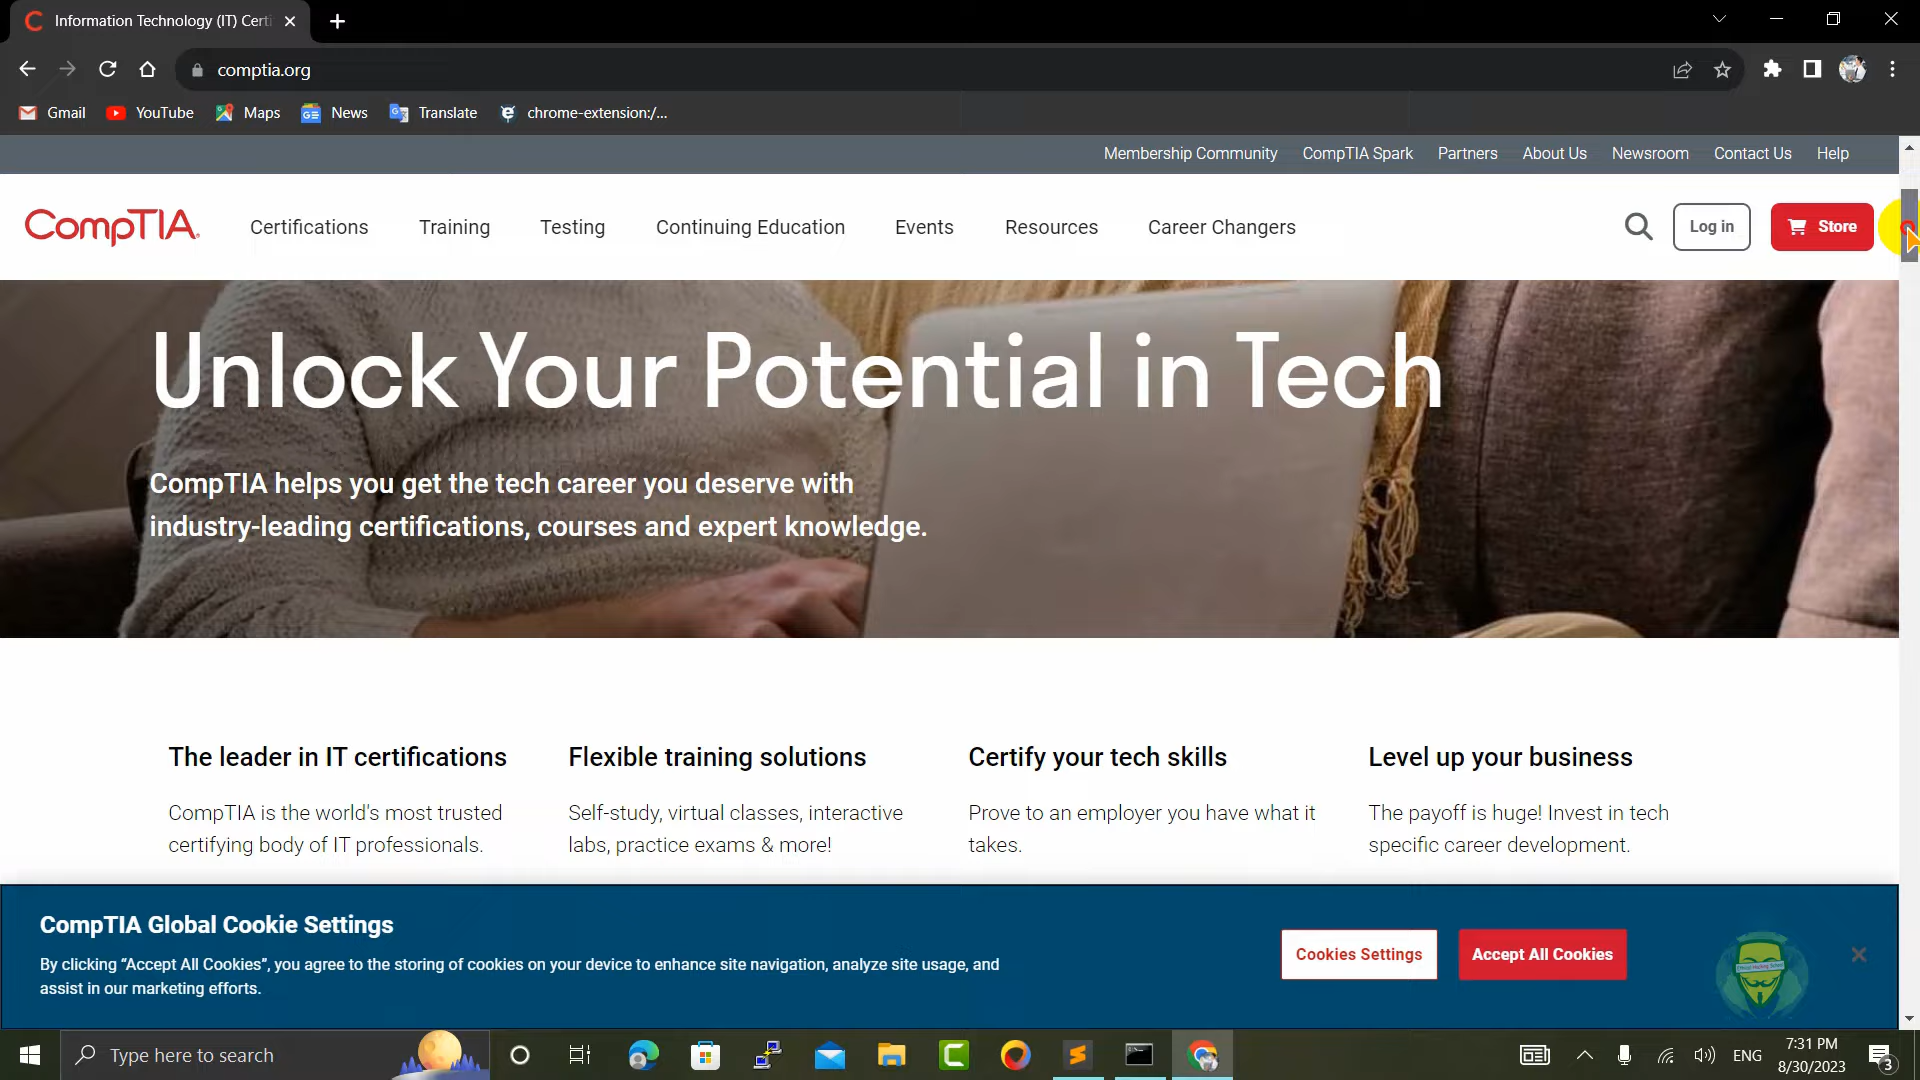 Information Technology (IT) Certi
comptia.org
Gmail
YouTube
Maps
News
Translate
chrome-extension:/...
Membership Community
CompTIA Spark
Partners
About Us
Newsroom
Contact Us
Help
CompTIA.
Certifications
Training
Testing
Continuing Education
Events
Resources
Career Changers
Log in
Store
Unlock Your Potential in Tech
CompTIA helps you get the tech career you deserve with
industry-leading certifications, courses and expert knowledge.
The leader in IT certifications
CompTIA is the world's most trusted
certifying body of IT professionals.
Flexible training solutions
Self-study, virtual classes, interactive
labs, practice exams & more!
Certify your tech skills
Prove to an employer you have what it
takes.
Level up your business
The payoff is huge! Invest in tech
specific career development.
CompTIA Global Cookie Settings
By clicking “Accept All Cookies”, you agree to the storing of cookies on your device to enhance site navigation, analyze site usage, and
assist in our marketing efforts.
Cookies Settings
Accept All Cookies
Type here to search
ENG
7:31 PM
8/30/2023
3